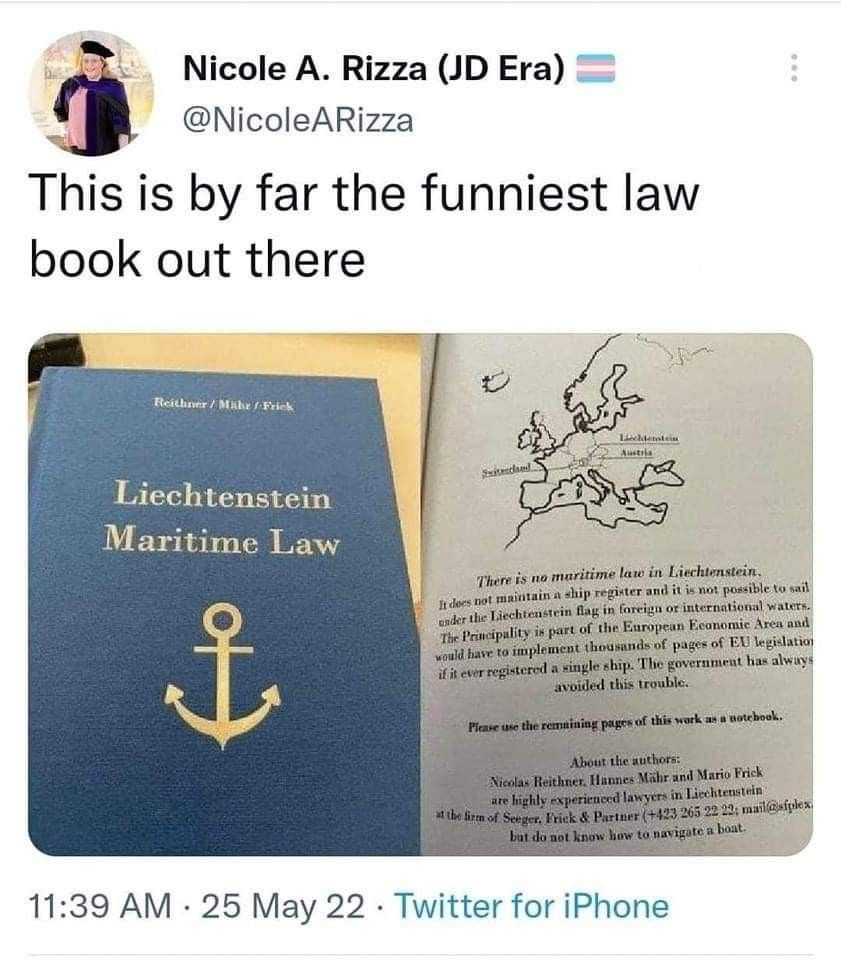 Nicole A. Rizza (JD Era)
@NicoleARizza
This is by far the funniest law
book out there
Reithner / Mähr / Frick
Liechtenstein
Maritime Law
Liechtenstein
Austria
Switzerland
There is no maritime law in Liechtenstein.
It does not maintain a ship register and it is not possible to sail
under the Liechtenstein flag in foreign or international waters.
The Principality is part of the European Economic Area and
would have to implement thousands of pages of EU legislation
if it ever registered a single ship. The government has always
avoided this trouble.
Please use the remaining pages of this work as a notebook.
About the authors:
Nicolas Reithner, Hannes Mähr and Mario Frick
are highly experienced lawyers in Liechtenstein
at the firm of Seeger, Frick & Partner (+423 265 22 22; mail@sfplex.
but do not know how to navigate a boat.
11:39 AM · 25 May 22 · Twitter for iPhone